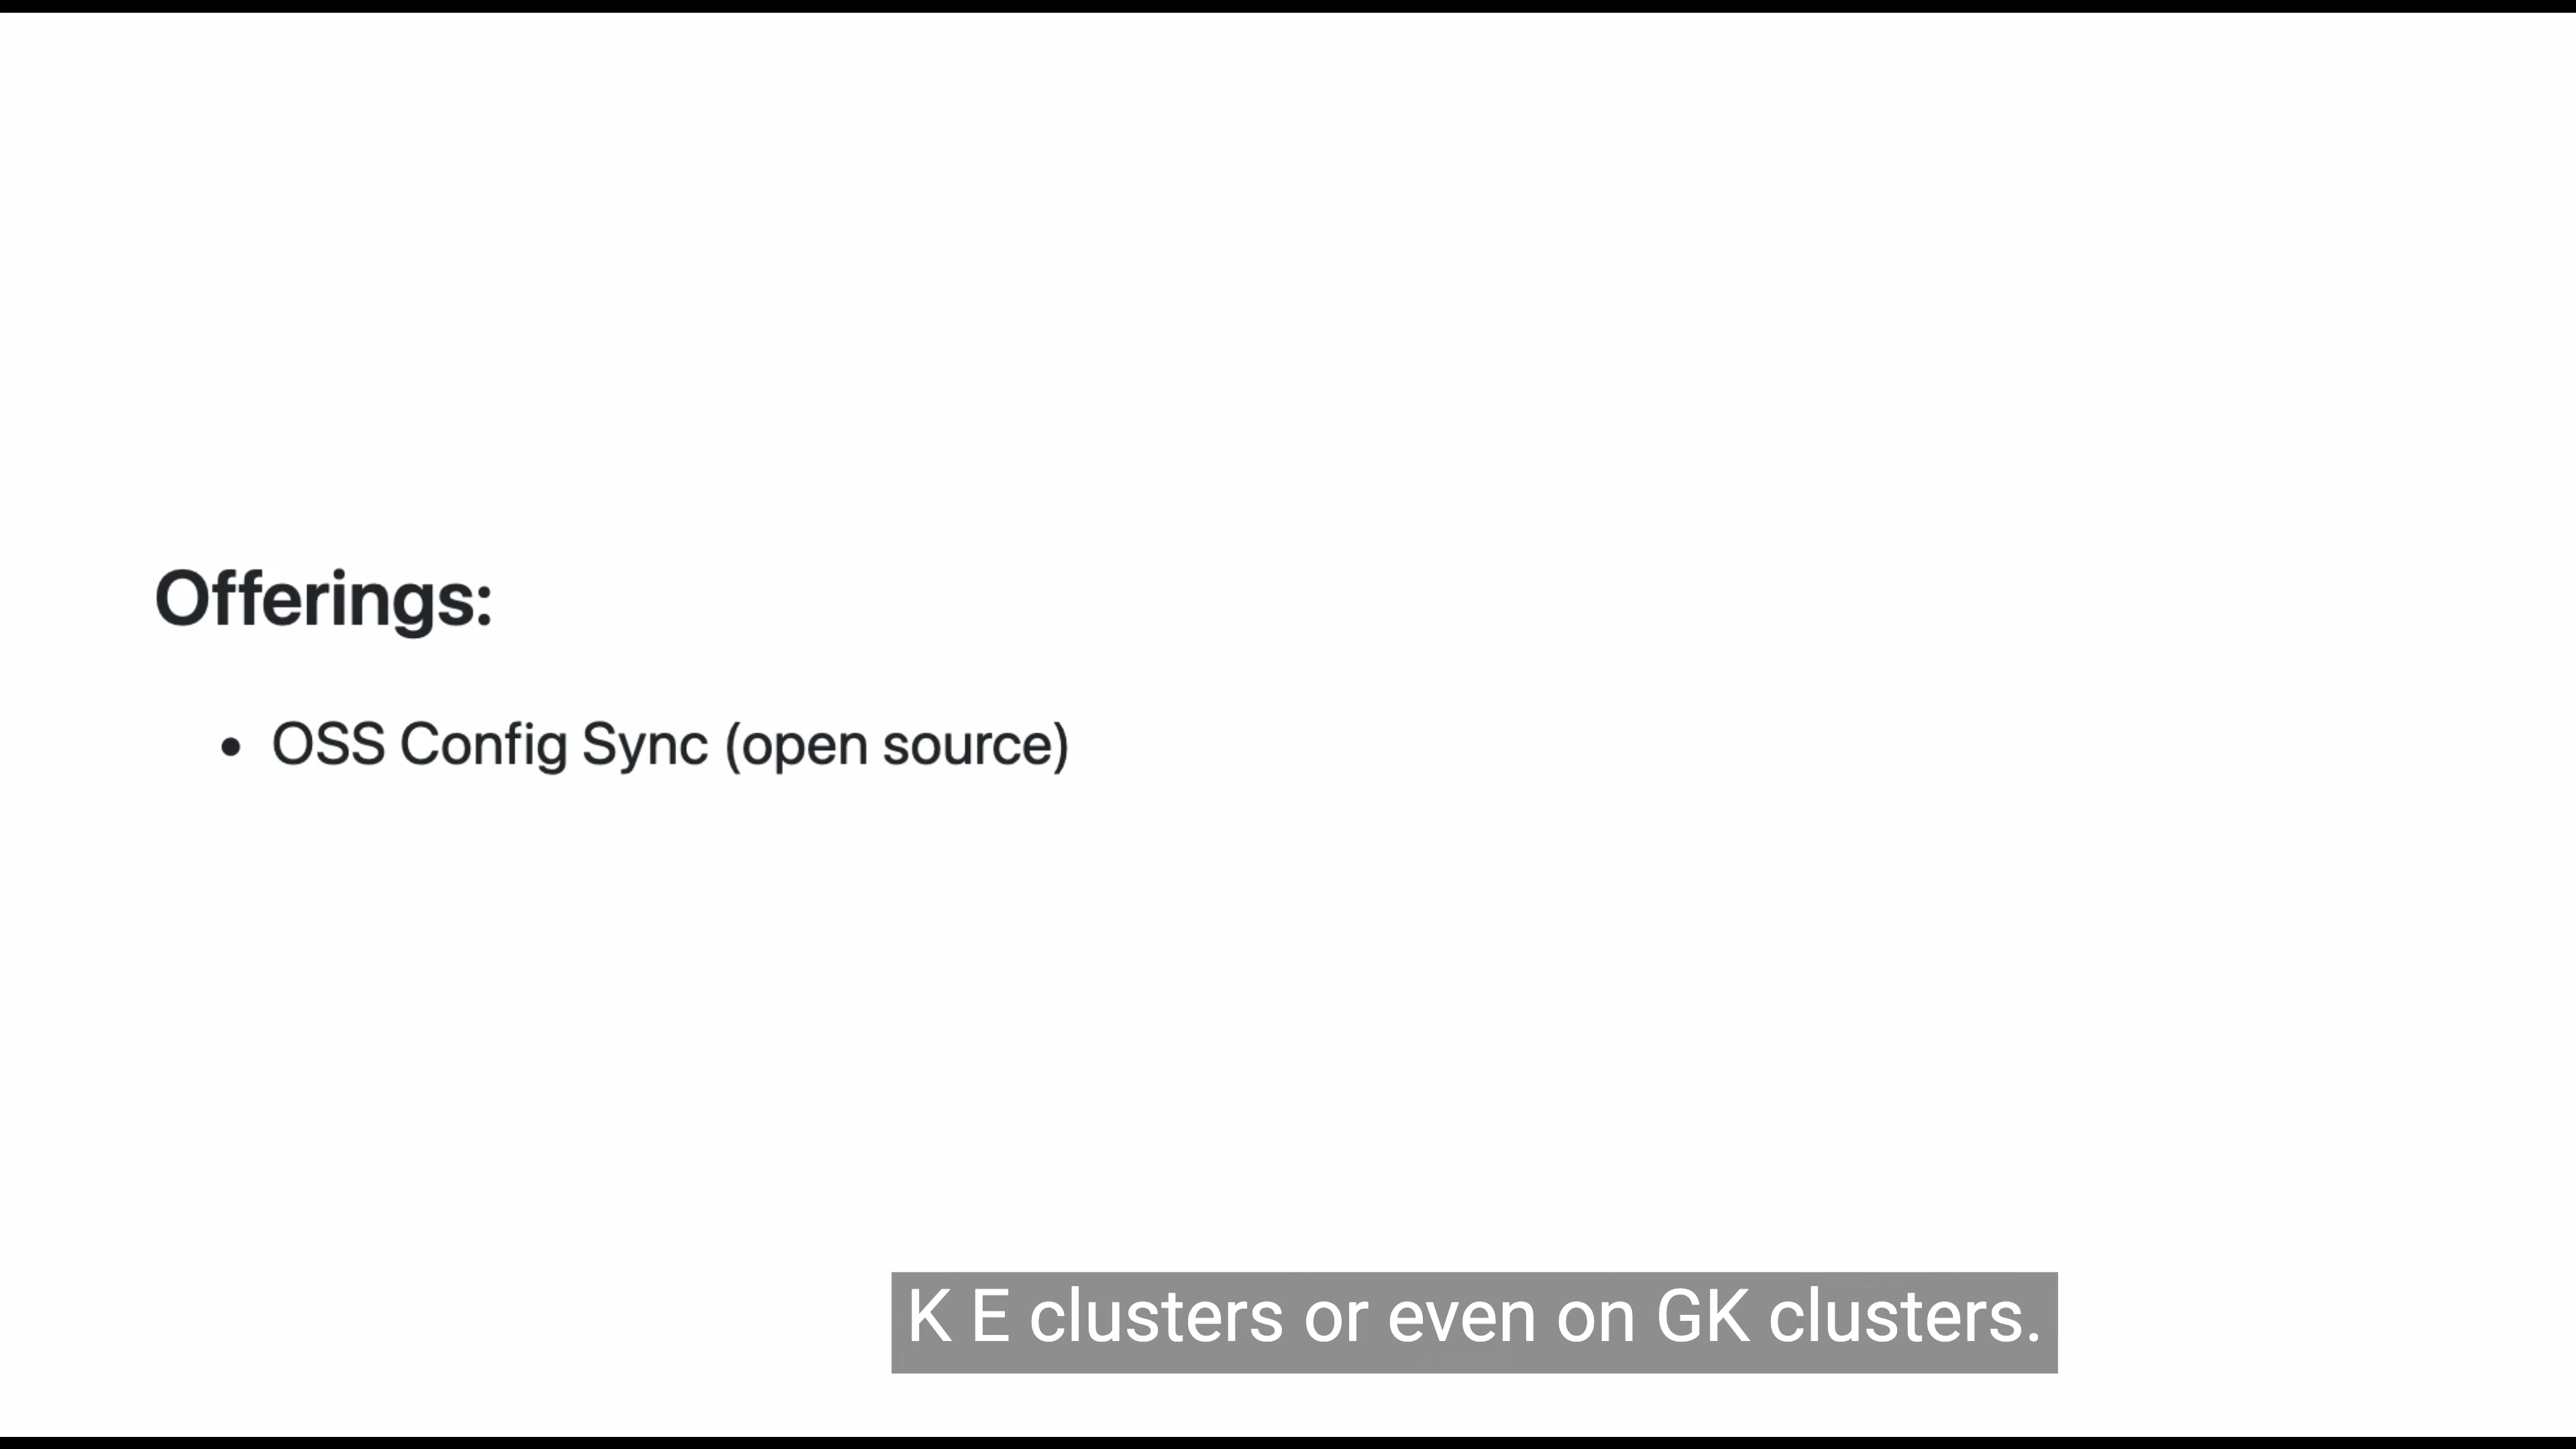 Offerings:
• OSS Config Sync (open source)
K E clusters or even on GK clusters.